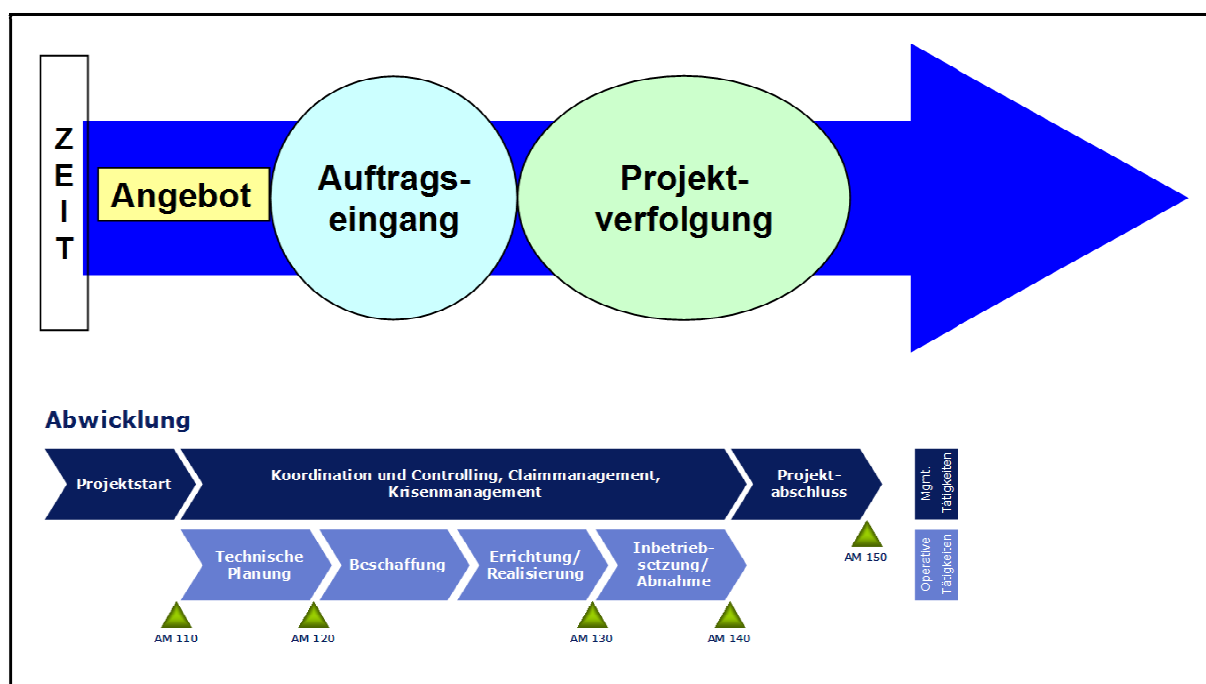 ZEIT
Angebot
Auftrags-
eingang
Projekt-
verfolgung
Abwicklung
Projektstart
Koordination und Controlling, Claimmanagement,
Krisenmanagement
Projekt-
abschluss
Mgmt.
Tätigkeiten
Technische
Planung
Beschaffung
Errichtung/
Realisierung
Inbetrieb-
setzung/
Abnahme
AM 150
Operative
Tätigkeiten
AM 110
AM 120
AM 130
AM 140